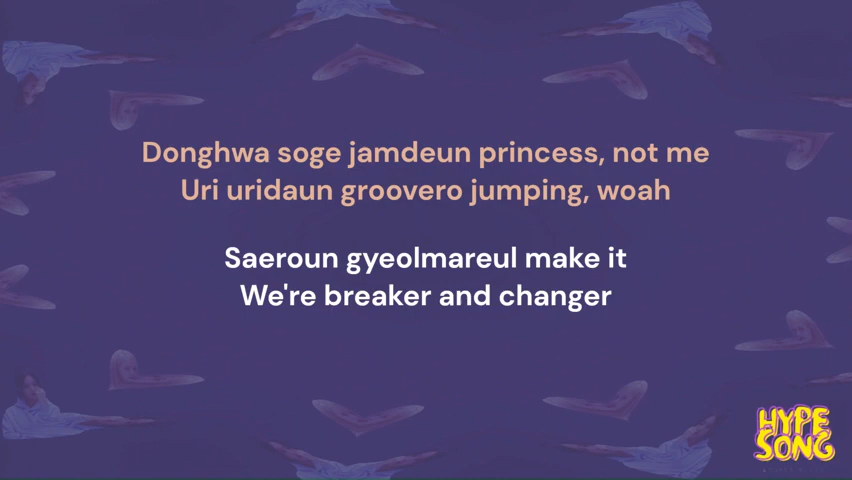 Donghwa soge jamdeun princess, not me
Uri uridaun groovero jumping, woah
Saeroun gyeolmareul make it
We're breaker and changer
HYPE
SONG